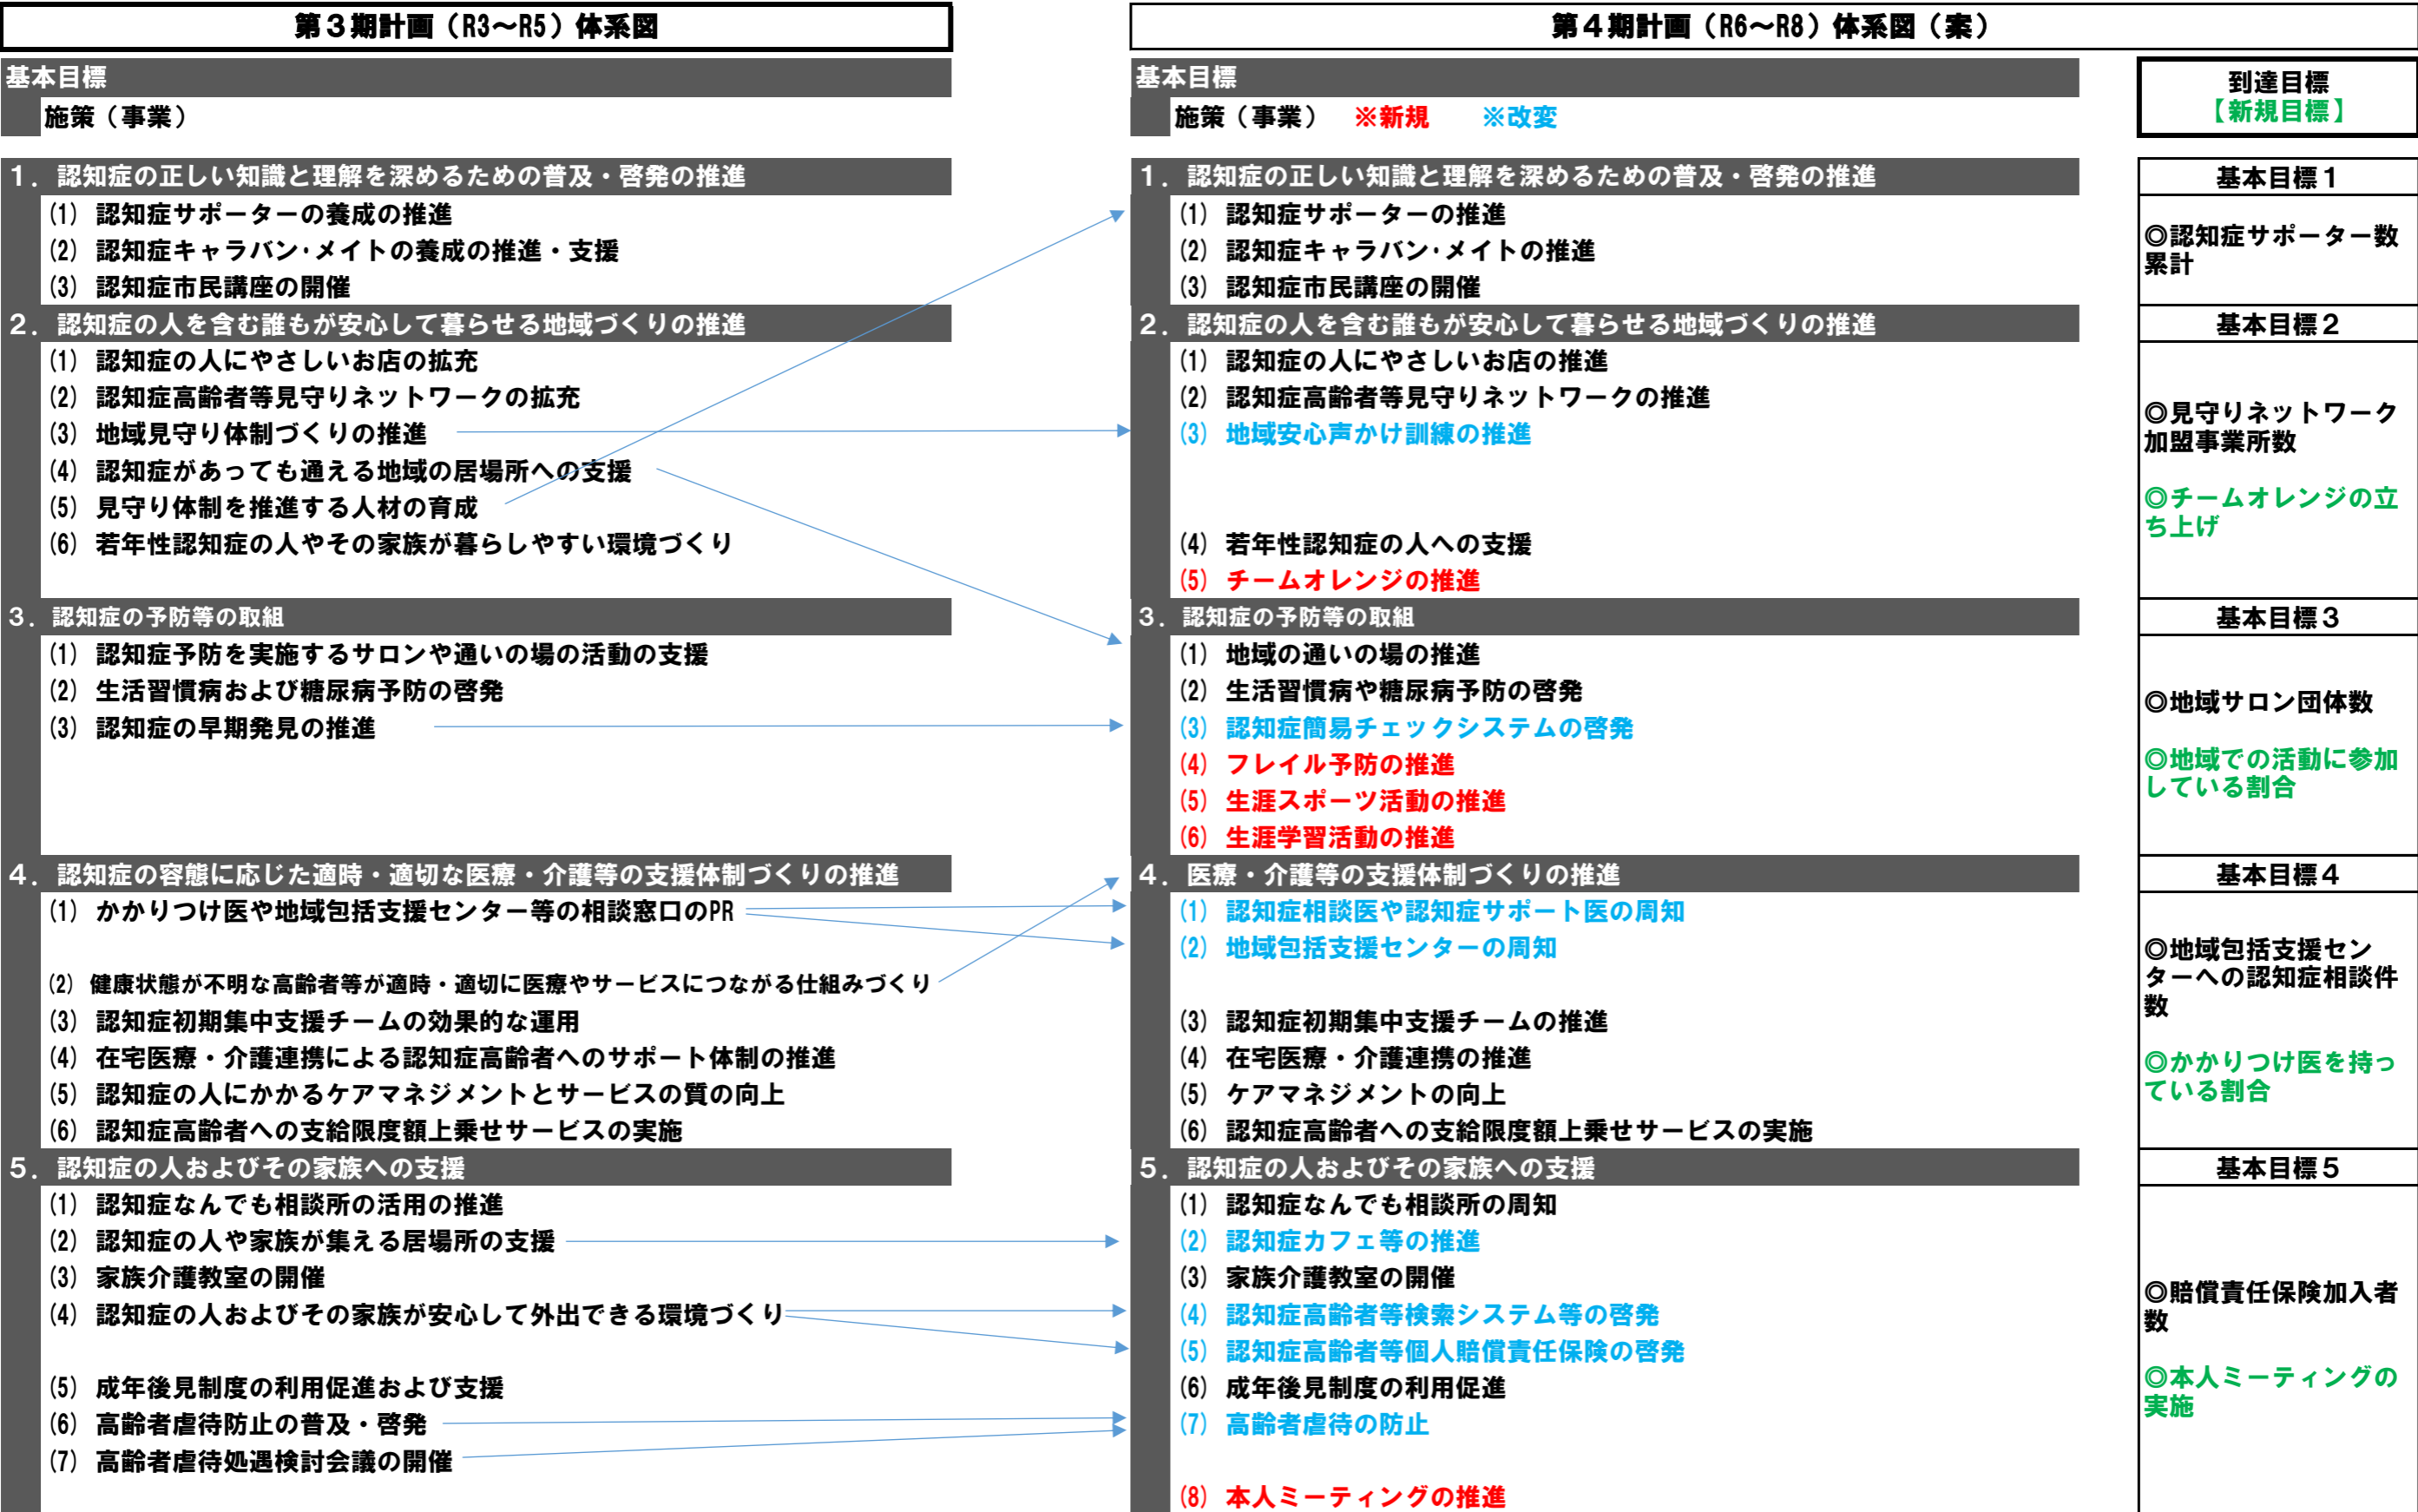 第３期計画（R3～R5）体系図
基本目標
施策（事業）
１．認知症の正しい知識と理解を深めるための普及・啓発の推進
(1) 認知症サポーターの養成の推進
(2) 認知症キャラバン・メイトの養成の推進・支援
(3) 認知症市民講座の開催
２．認知症の人を含む誰もが安心して暮らせる地域づくりの推進
(1) 認知症の人にやさしいお店の拡充
(2) 認知症高齢者等見守りネットワークの拡充
(3) 地域見守り体制づくりの推進
(4) 認知症があっても通える地域の居場所への支援
(5) 見守り体制を推進する人材の育成
(6) 若年性認知症の人やその家族が暮らしやすい環境づくり
３．認知症の予防等の取組
(1) 認知症予防を実施するサロンや通いの場の活動の支援
(2) 生活習慣病および糖尿病予防の啓発
(3) 認知症の早期発見の推進
４．認知症の容態に応じた適時・適切な医療・介護等の支援体制づくりの推進
(1) かかりつけ医や地域包括支援センター等の相談窓口のPR
(2) 健康状態が不明な高齢者等が適時・適切に医療やサービスにつながる仕組みづくり
(3) 認知症初期集中支援チームの効果的な運用
(4) 在宅医療・介護連携による認知症高齢者へのサポート体制の推進
(5) 認知症の人にかかるケアマネジメントとサービスの質の向上
(6) 認知症高齢者への支給限度額上乗せサービスの実施
５．認知症の人およびその家族への支援
(1) 認知症なんでも相談所の活用の推進
(2) 認知症の人や家族が集える居場所の支援
(3) 家族介護教室の開催
(4) 認知症の人およびその家族が安心して外出できる環境づくり
(5) 成年後見制度の利用促進および支援
(6) 高齢者虐待防止の普及・啓発
(7) 高齢者虐待処遇検討会議の開催
第４期計画（R6～R8）体系図（案）
基本目標
施策（事業） ※新規 ※改変
１．認知症の正しい知識と理解を深めるための普及・啓発の推進
(1) 認知症サポーターの推進
(2) 認知症キャラバン・メイトの推進
(3) 認知症市民講座の開催
２．認知症の人を含む誰もが安心して暮らせる地域づくりの推進
(1) 認知症の人にやさしいお店の推進
(2) 認知症高齢者等見守りネットワークの推進
(3) 地域安心声かけ訓練の推進
(4) 若年性認知症の人への支援
(5) チームオレンジの推進
３．認知症の予防等の取組
(1) 地域の通いの場の推進
(2) 生活習慣病や糖尿病予防の啓発
(3) 認知症簡易チェックシステムの啓発
(4) フレイル予防の推進
(5) 生涯スポーツ活動の推進
(6) 生涯学習活動の推進
４．医療・介護等の支援体制づくりの推進
(1) 認知症相談医や認知症サポート医の周知
(2) 地域包括支援センターの周知
(3) 認知症初期集中支援チームの推進
(4) 在宅医療・介護連携の推進
(5) ケアマネジメントの向上
(6) 認知症高齢者への支給限度額上乗せサービスの実施
５．認知症の人およびその家族への支援
(1) 認知症なんでも相談所の周知
(2) 認知症カフェ等の推進
(3) 家族介護教室の開催
(4) 認知症高齢者等検索システム等の啓発
(5) 認知症高齢者等個人賠償責任保険の啓発
(6) 成年後見制度の利用促進
(7) 高齢者虐待の防止
(8) 本人ミーティングの推進
到達目標
【新規目標】
基本目標１
◎認知症サポーター数
累計
基本目標２
◎見守りネットワーク
加盟事業所数
◎チームオレンジの立
ち上げ
基本目標３
◎地域サロン団体数
◎地域での活動に参加
している割合
基本目標４
◎地域包括支援セン
ターへの認知症相談件
数
◎かかりつけ医を持っ
ている割合
基本目標５
◎賠償責任保険加入者
数
◎本人ミーティングの
実施